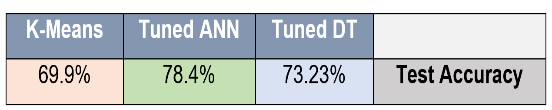 K-Means Tuned ANN Tuned DT
69.9% 78.4% 73.23% Test Accuracy